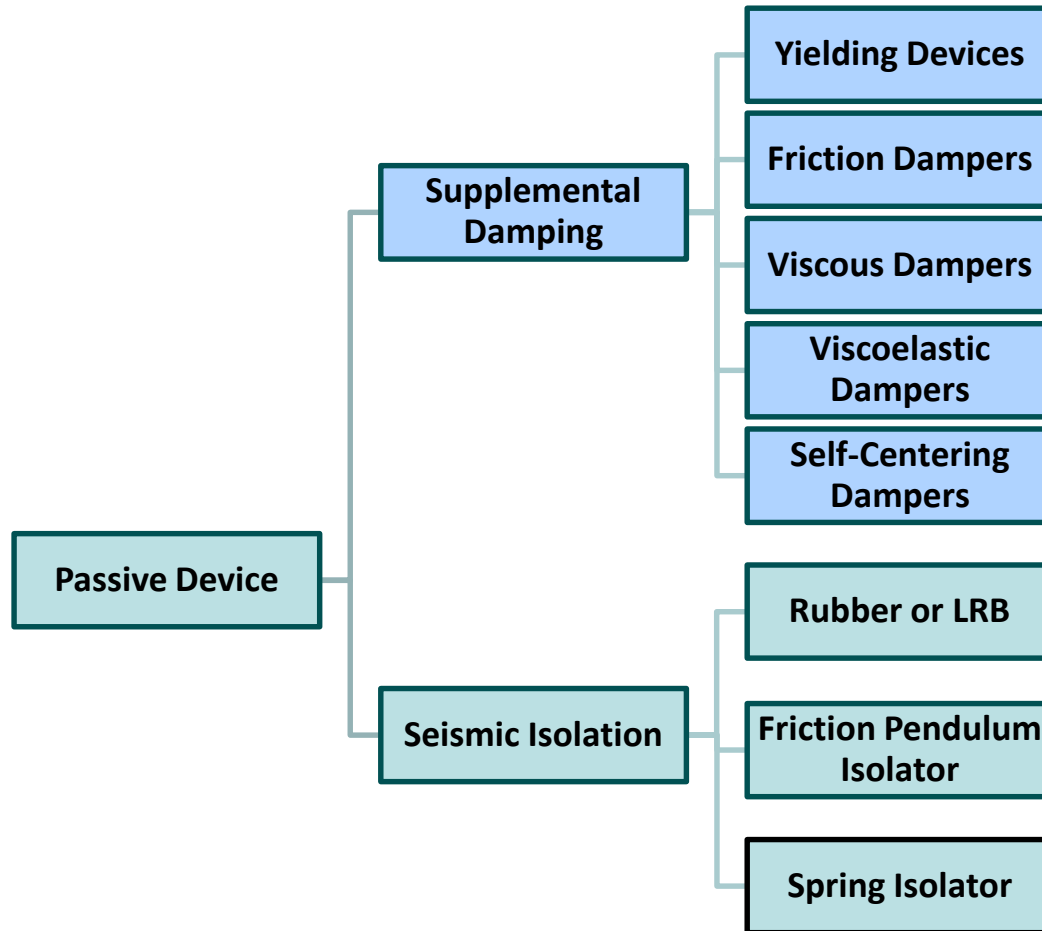 Yielding Devices
Friction Dampers
Supplemental
Damping
Viscous Dampers
Viscoelastic
Dampers
Self-Centering
Dampers
Passive Device
Rubber or LRB
Seismic Isolation
Friction Pendulum
Isolator
Spring Isolator